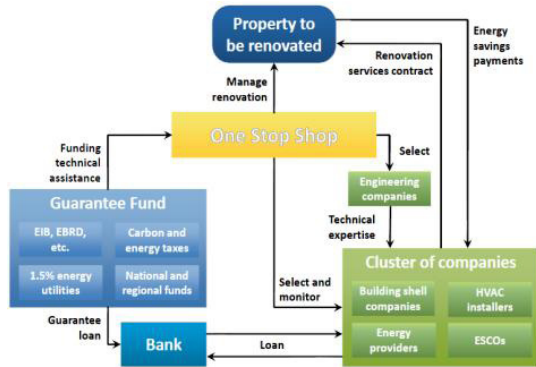 Property to
be renovated
Energy
savings
payments
Renovation
services contract
Manage
renovation
One Stop Shop
Funding
technical
assistance
Select
Engineering
companies
Guarantee Fund
EIB, EBRD,
etc.
Carbon and
energy taxes
1.5% energy
utilities
National and
regional funds
Technical
expertise
Cluster of companies
Building shell
companies
HVAC
installers
Energy
providers
ESCOs
Select and
monitor
Guarantee
loan
Bank
Loan